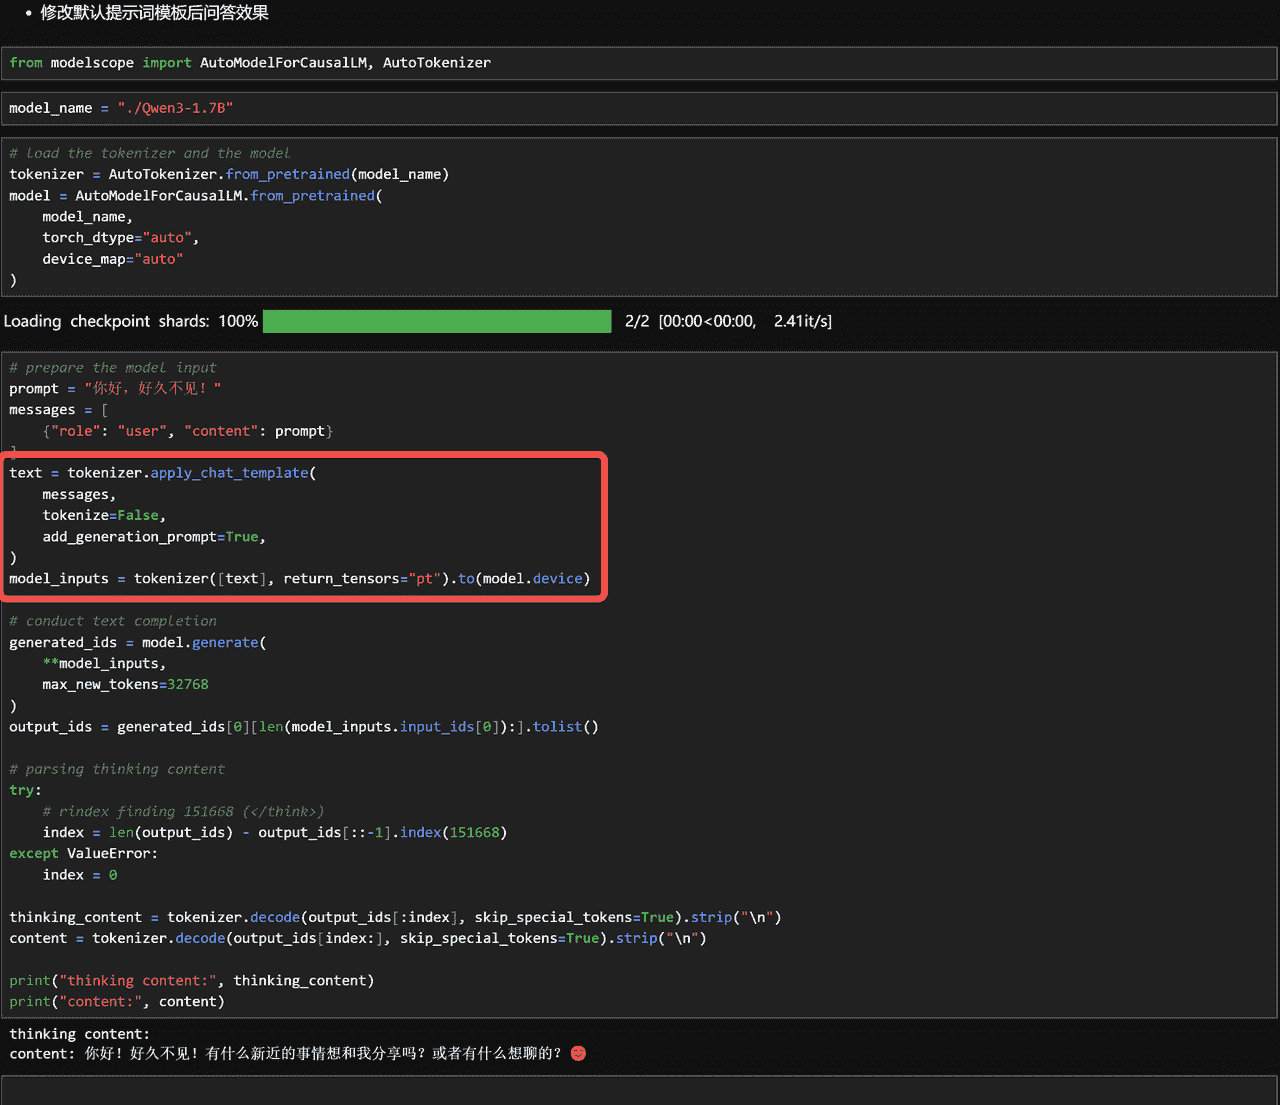 • 修改默认提示词模板后问答效果
from modelscope import AutoModelForCausalLM, AutoTokenizer
model_name = "./Qwen3-1.7B"
# load the tokenizer and the model
tokenizer = AutoTokenizer.from_pretrained(model_name)
model = AutoModelForCausalLM.from_pretrained(
    model_name,
    torch_dtype="auto",
    device_map="auto"
)
Loading checkpoint shards: 100% 2/2 [00:00<00:00, 2.41it/s]
# prepare the model input
prompt = "你好，好久不见！"
messages = [
    {"role": "user", "content": prompt}
]
text = tokenizer.apply_chat_template(
    messages,
    tokenize=False,
    add_generation_prompt=True,
)
model_inputs = tokenizer([text], return_tensors="pt").to(model.device)
# conduct text completion
generated_ids = model.generate(
    **model_inputs,
    max_new_tokens=32768
)
output_ids = generated_ids[0][len(model_inputs.input_ids[0]):].tolist()
# parsing thinking content
try:
    # rindex finding 151668 (</think>)
    index = len(output_ids) - output_ids[::-1].index(151668)
except ValueError:
    index = 0
thinking_content = tokenizer.decode(output_ids[:index], skip_special_tokens=True).strip("\n")
content = tokenizer.decode(output_ids[index:], skip_special_tokens=True).strip("\n")
print("thinking content:", thinking_content)
print("content:", content)
thinking content:
content: 你好！好久不见！有什么新近的事情想和我分享吗？或者有什么想聊的？😊